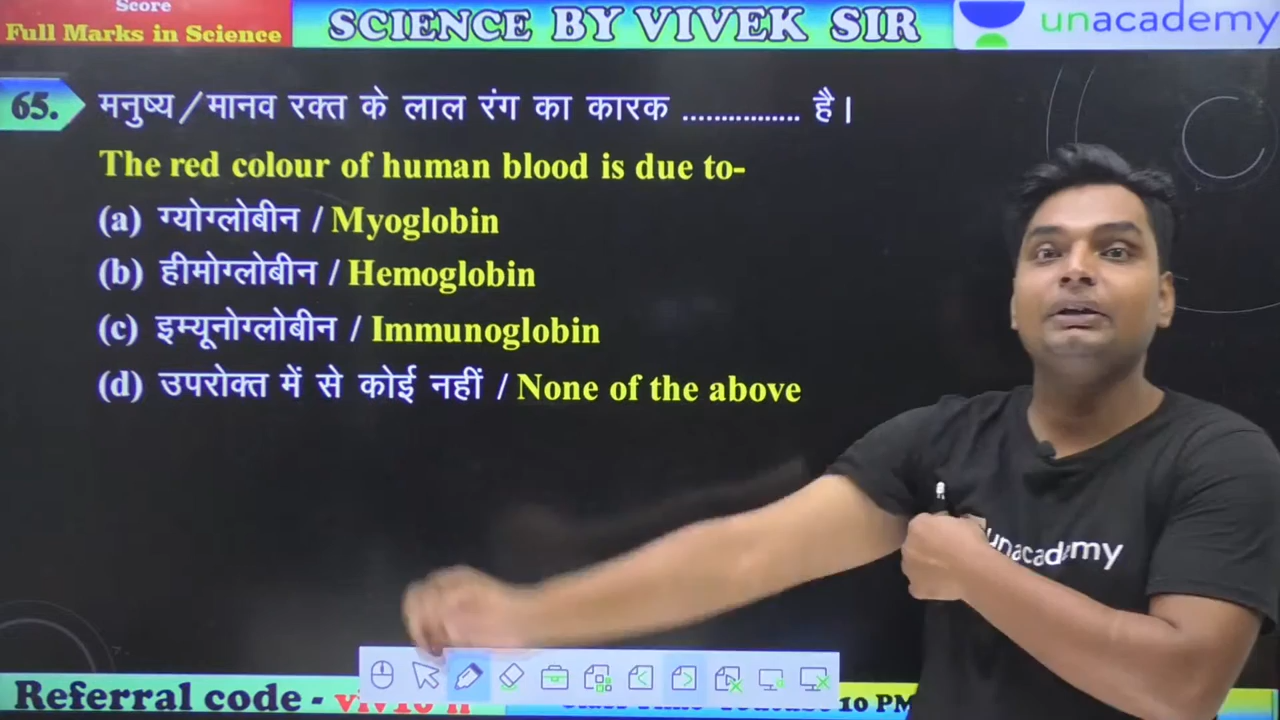 Score
Full Marks in Science
SCIENCE BY VIVEK SIR
unacademy
65. मनुष्य/मानव रक्त के लाल रंग का कारक ................ है।
The red colour of human blood is due to-
(a) ग्योग्लोबीन / Myoglobin
(b) हीमोग्लोबीन / Hemoglobin
(c) इम्यूनोग्लोबीन / Immunoglobin
(d) उपरोक्त में से कोई नहीं / None of the above
unacademy
Referral code -
10 PM